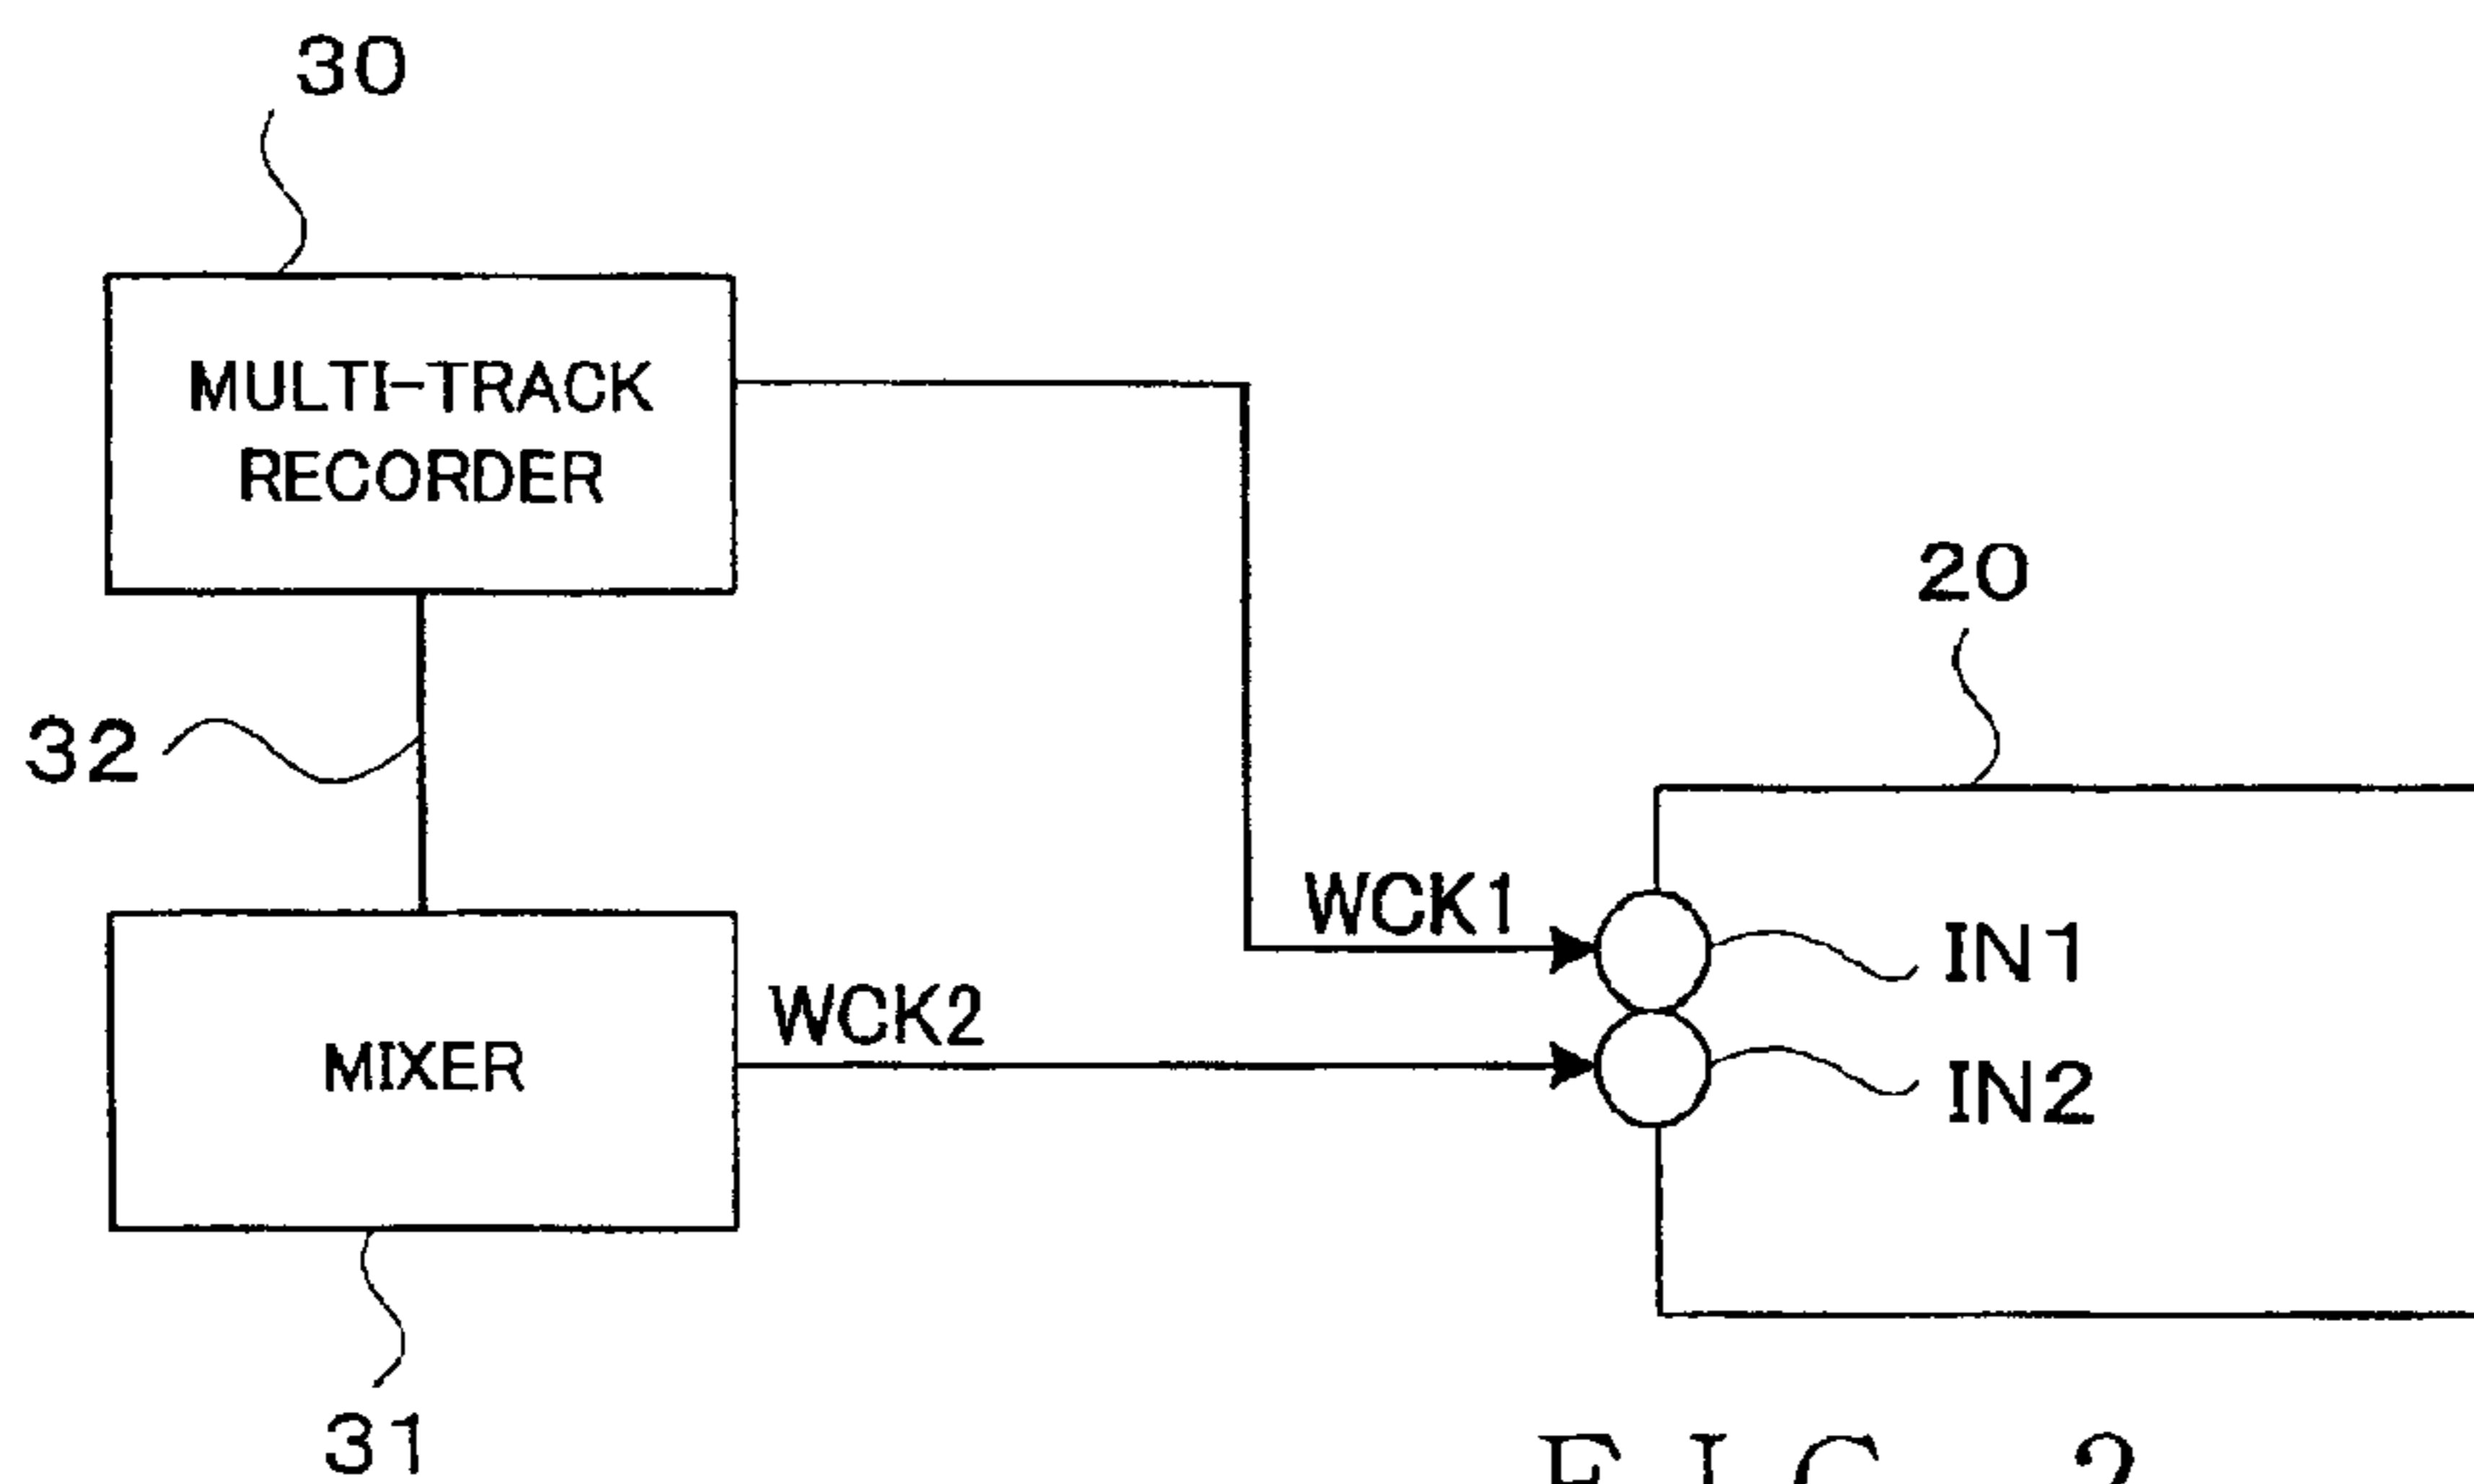 30
MULTI-TRACK
RECORDER
20
32
WCK1
IN1
WCK2
MIXER
IN2
31